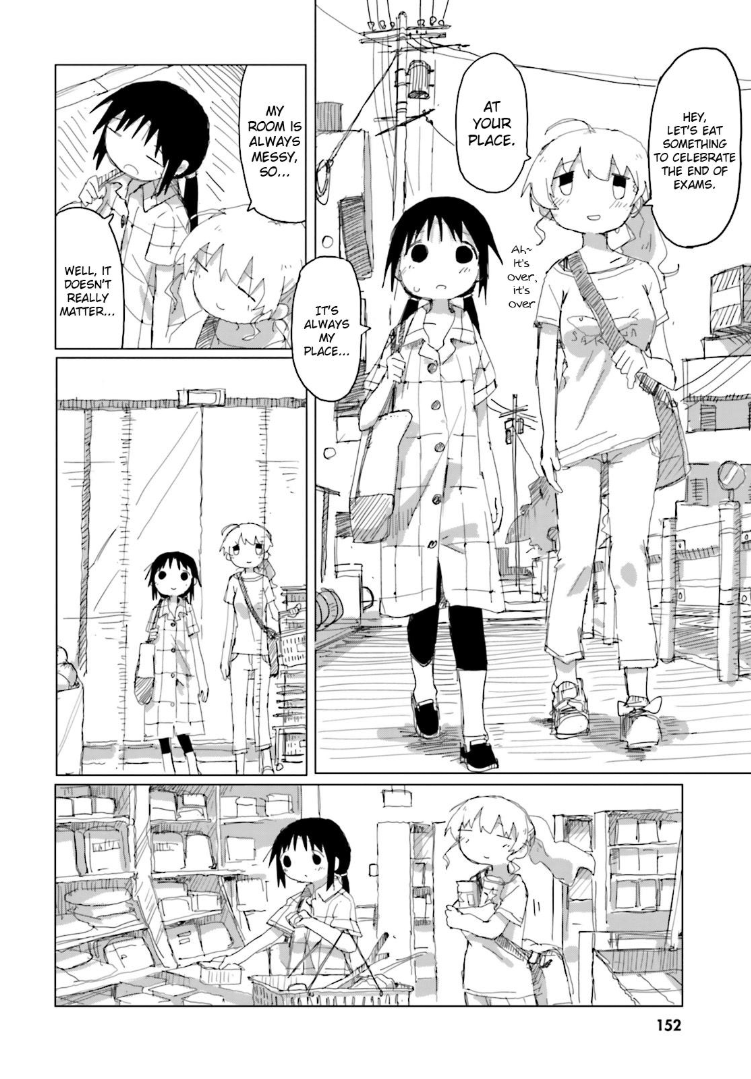 HEY,
LET'S EAT
SOMETHING
TO CELEBRATE
THE END OF
EXAMS.
AT
YOUR
PLACE.
Ah~
It's
over,
it's
over
IT'S
ALWAYS
MY
PLACE...
MY
ROOM IS
ALWAYS
MESSY,
SO...
WELL, IT
DOESN'T
REALLY
MATTER...
152